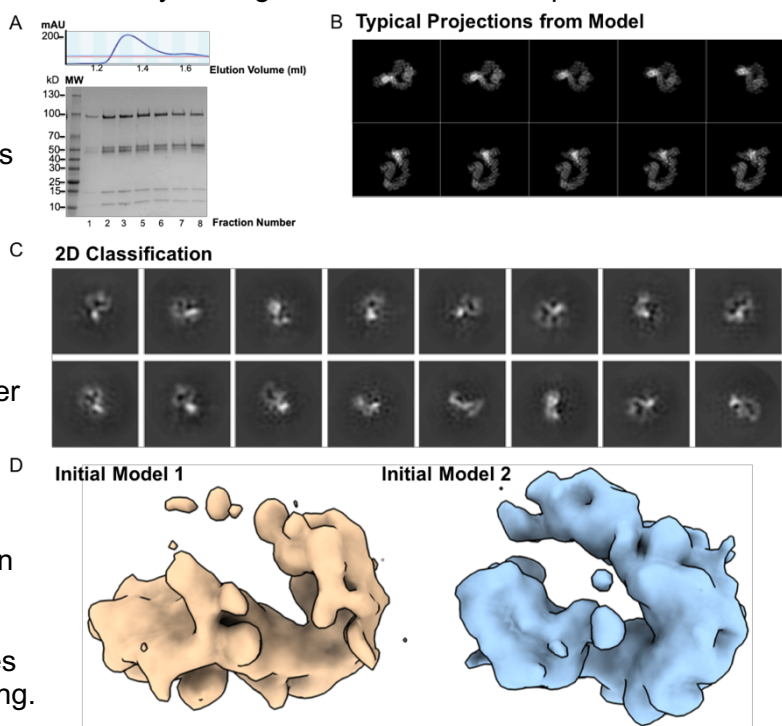 A
mAU
200
1.2 1.4 1.6
Elution Volume (ml)
kD MW
130
100
70
50
40
30
25
15
10
1 2 3 5 6 7 8
Fraction Number
B Typical Projections from Model
s
C 2D Classification
er
D Initial Model 1 Initial Model 2
n
es
ng.